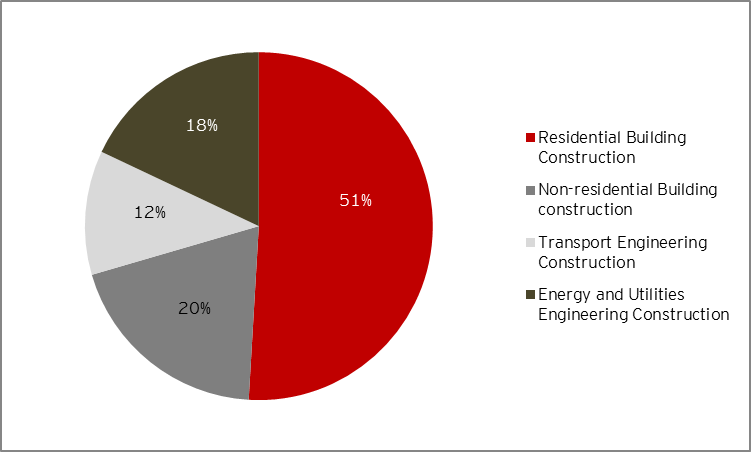 18%
51%
12%
20%
Residential Building
Construction
Non-residential Building
construction
Transport Engineering
Construction
Energy and Utilities
Engineering Construction